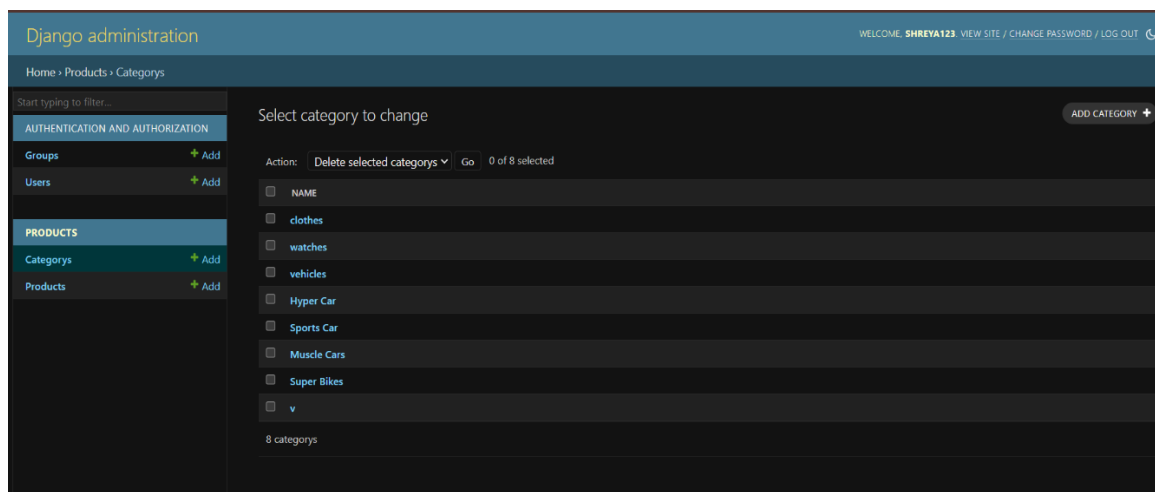 Django administration
WELCOME, SHREYA123. VIEW SITE / CHANGE PASSWORD / LOG OUT
Home › Products › Categorys
Start typing to filter...
AUTHENTICATION AND AUTHORIZATION
Groups + Add
Users + Add
PRODUCTS
Categorys + Add
Products + Add
Select category to change
ADD CATEGORY +
Action: Delete selected categorys Go 0 of 8 selected
NAME
clothes
watches
vehicles
Hyper Car
Sports Car
Muscle Cars
Super Bikes
v
8 categorys